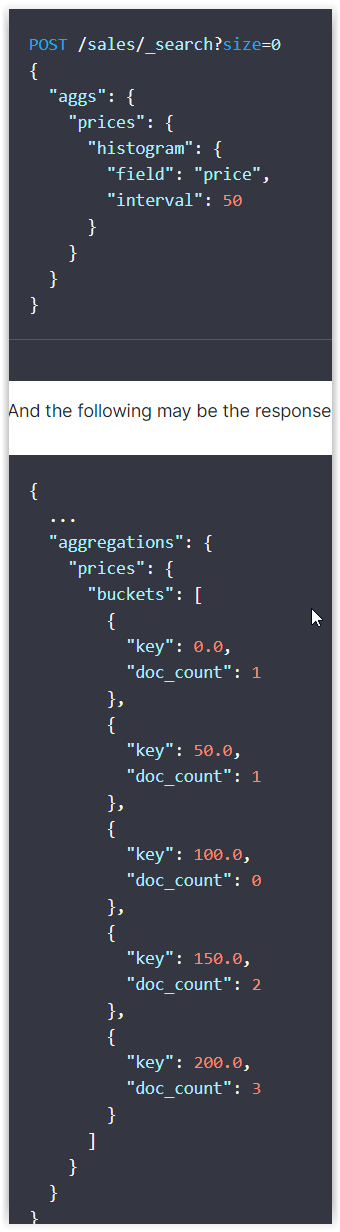 POST /sales/_search?size=0
{
  "aggs": {
    "prices": {
      "histogram": {
        "field": "price",
        "interval": 50
      }
    }
  }
}
And the following may be the response
{
  ...
  "aggregations": {
    "prices": {
      "buckets": [
        {
          "key": 0.0,
          "doc_count": 1
        },
        {
          "key": 50.0,
          "doc_count": 1
        },
        {
          "key": 100.0,
          "doc_count": 0
        },
        {
          "key": 150.0,
          "doc_count": 2
        },
        {
          "key": 200.0,
          "doc_count": 3
        }
      ]
    }
  }
}